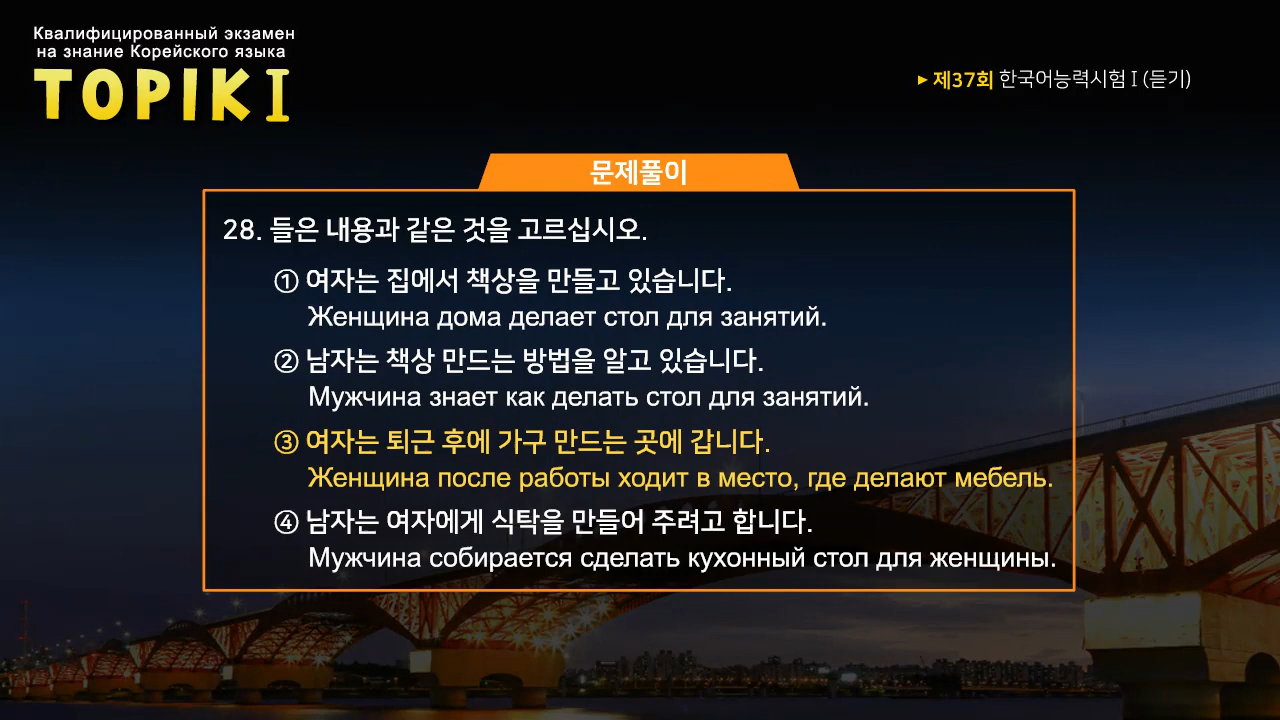 Квалифицированный экзамен
на знание Корейского языка
TOPIK I
▶ 제37회 한국어능력시험 I (듣기)
문제풀이
28. 들은 내용과 같은 것을 고르십시오.
① 여자는 집에서 책상을 만들고 있습니다.
Женщина дома делает стол для занятий.
② 남자는 책상 만드는 방법을 알고 있습니다.
Мужчина знает как делать стол для занятий.
③ 여자는 퇴근 후에 가구 만드는 곳에 갑니다.
Женщина после работы ходит в место, где делают мебель.
④ 남자는 여자에게 식탁을 만들어 주려고 합니다.
Мужчина собирается сделать кухонный стол для женщины.